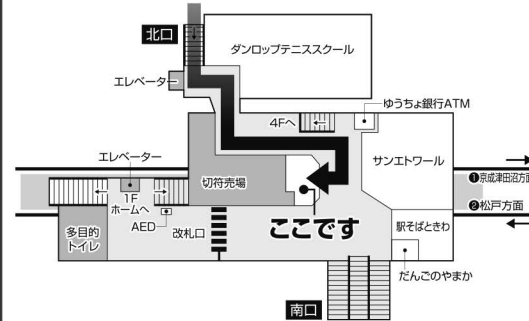 北口
ダンロップテニススクール
エレベーター
ゆうちょ銀行ATM
4Fへ
エレベーター
サンエトワール
切符売場
❶京成津田沼方面
1F
ホームへ
❷松戸方面
AED
改札口
ここです
駅そばときわ
多目的
トイレ
だんごのやまか
南口